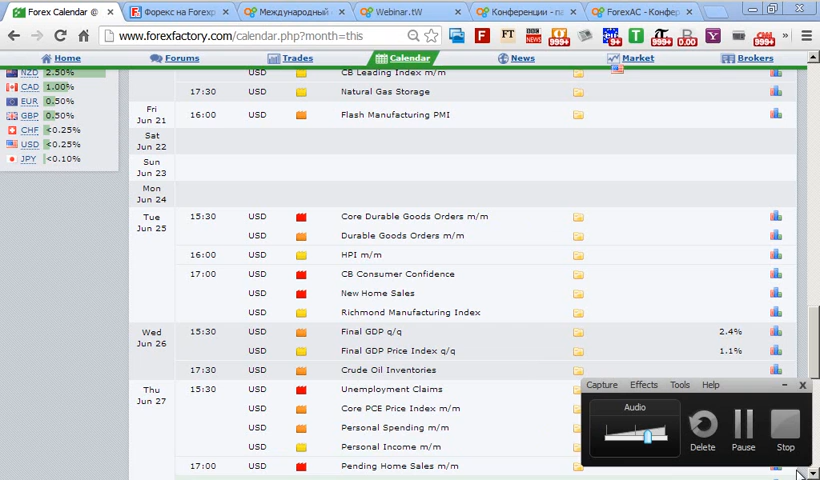 Forex Calendar @
Форекс на Forexp
Международный
Webinar.tW
Конференции - па
ForexAC - Конфер
www.forexfactory.com/calendar.php?month=this
Home
Forums
Trades
Calendar
News
Market
Brokers
NZD 2.50%
CAD 1.00%
EUR 0.50%
GBP 0.50%
CHF <0.25%
USD <0.25%
JPY <0.10%
USD CB Leading Index m/m
17:30 USD Natural Gas Storage
Fri
Jun 21
16:00 USD Flash Manufacturing PMI
Sat
Jun 22
Sun
Jun 23
Mon
Jun 24
Tue
Jun 25
15:30 USD Core Durable Goods Orders m/m
USD Durable Goods Orders m/m
16:00 USD HPI m/m
17:00 USD CB Consumer Confidence
USD New Home Sales
USD Richmond Manufacturing Index
Wed
Jun 26
15:30 USD Final GDP q/q 2.4%
USD Final GDP Price Index q/q 1.1%
17:30 USD Crude Oil Inventories
Thu
Jun 27
15:30 USD Unemployment Claims
USD Core PCE Price Index m/m
USD Personal Spending m/m
USD Personal Income m/m
17:00 USD Pending Home Sales m/m
Capture Effects Tools Help
Audio
Delete
Pause
Stop